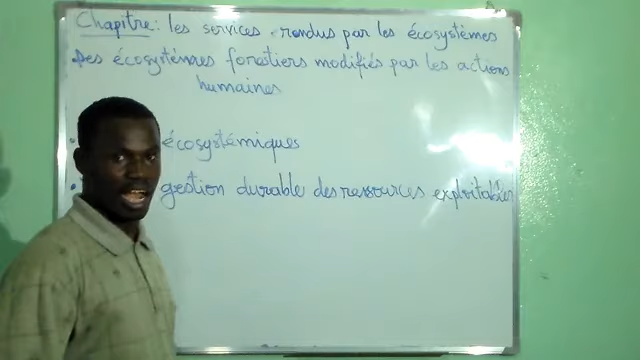 Chapitre: les services rendus par les écosystèmes
Des écosystèmes forestiers modifiés par les actions
humaines
écosystémiques
gestion durable des ressources exploitables